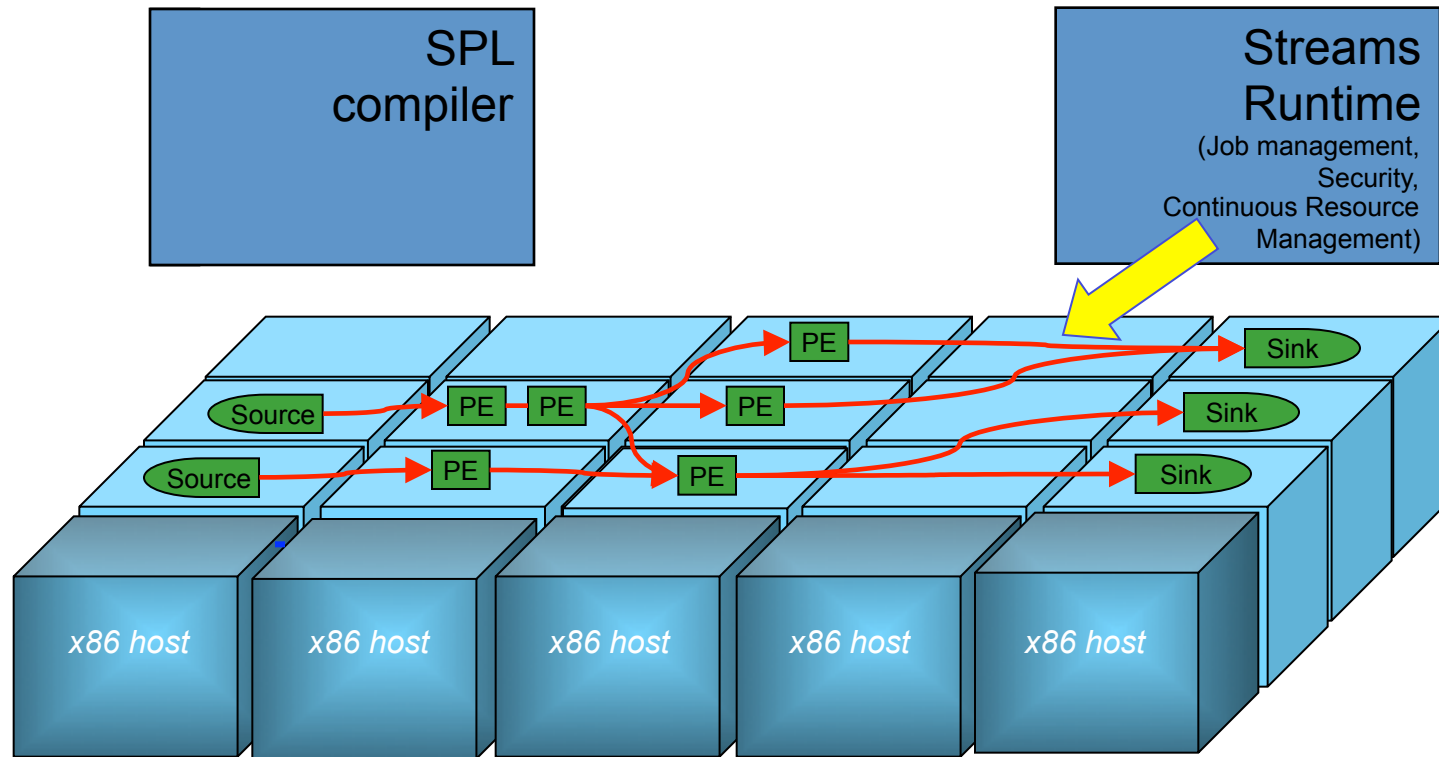 SPL
compiler
Streams
Runtime
(Job management,
Security,
Continuous Resource
Management)
PE
Sink
Source
PE
PE
PE
Sink
Source
PE
PE
Sink
x86 host
x86 host
x86 host
x86 host
x86 host